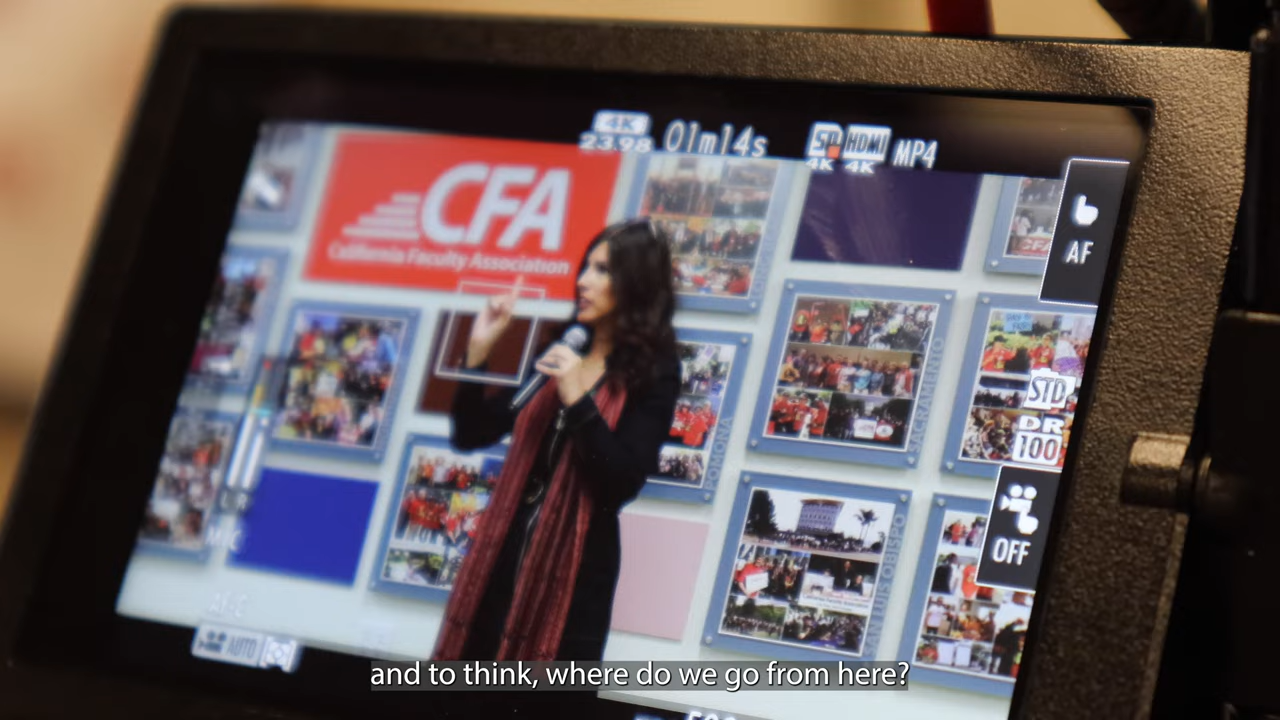 4K
23.98
01m14s
SD HDMI MP4
4K 4K
CFA
California Faculty Association
AF
SACRAMENTO
POMONA
STD
DR
100
SAN LUIS OBISPO
OFF
AUTO
and to think, where do we go from here?